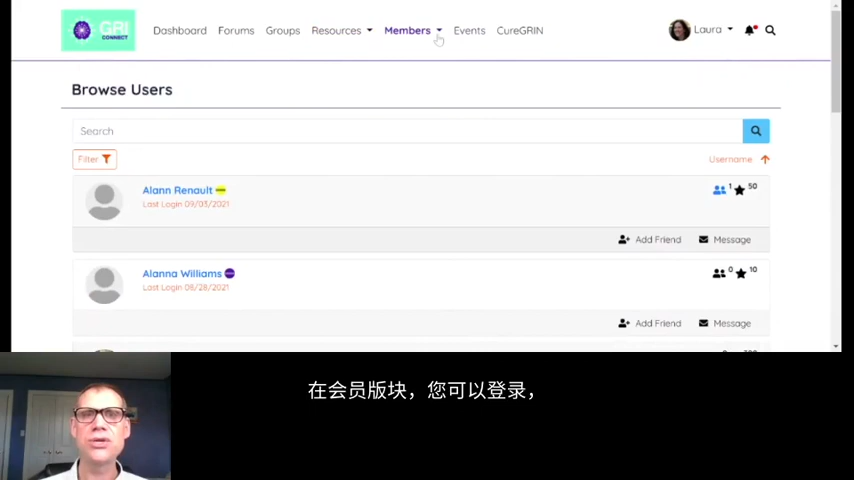 GRI
CONNECT
Dashboard Forums Groups Resources Members Events CureGRIN Laura
Browse Users
Search
Filter Username
Alann Renault 1 50
Last Login 09/03/2021
Add Friend Message
Alanna Williams 0 10
Last Login 08/28/2021
Add Friend Message
在会员版块，您可以登录，